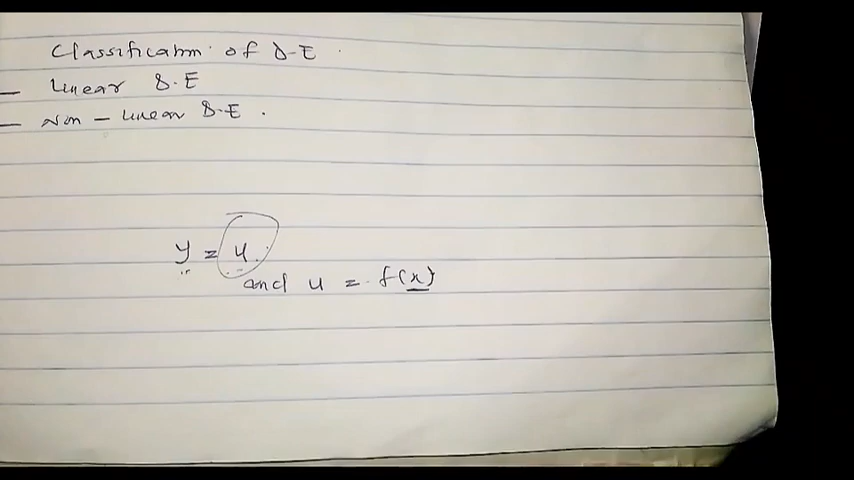 Classification of D-E
- Linear D.E
- Non-linear D-E.
y = u
and u = f(x)